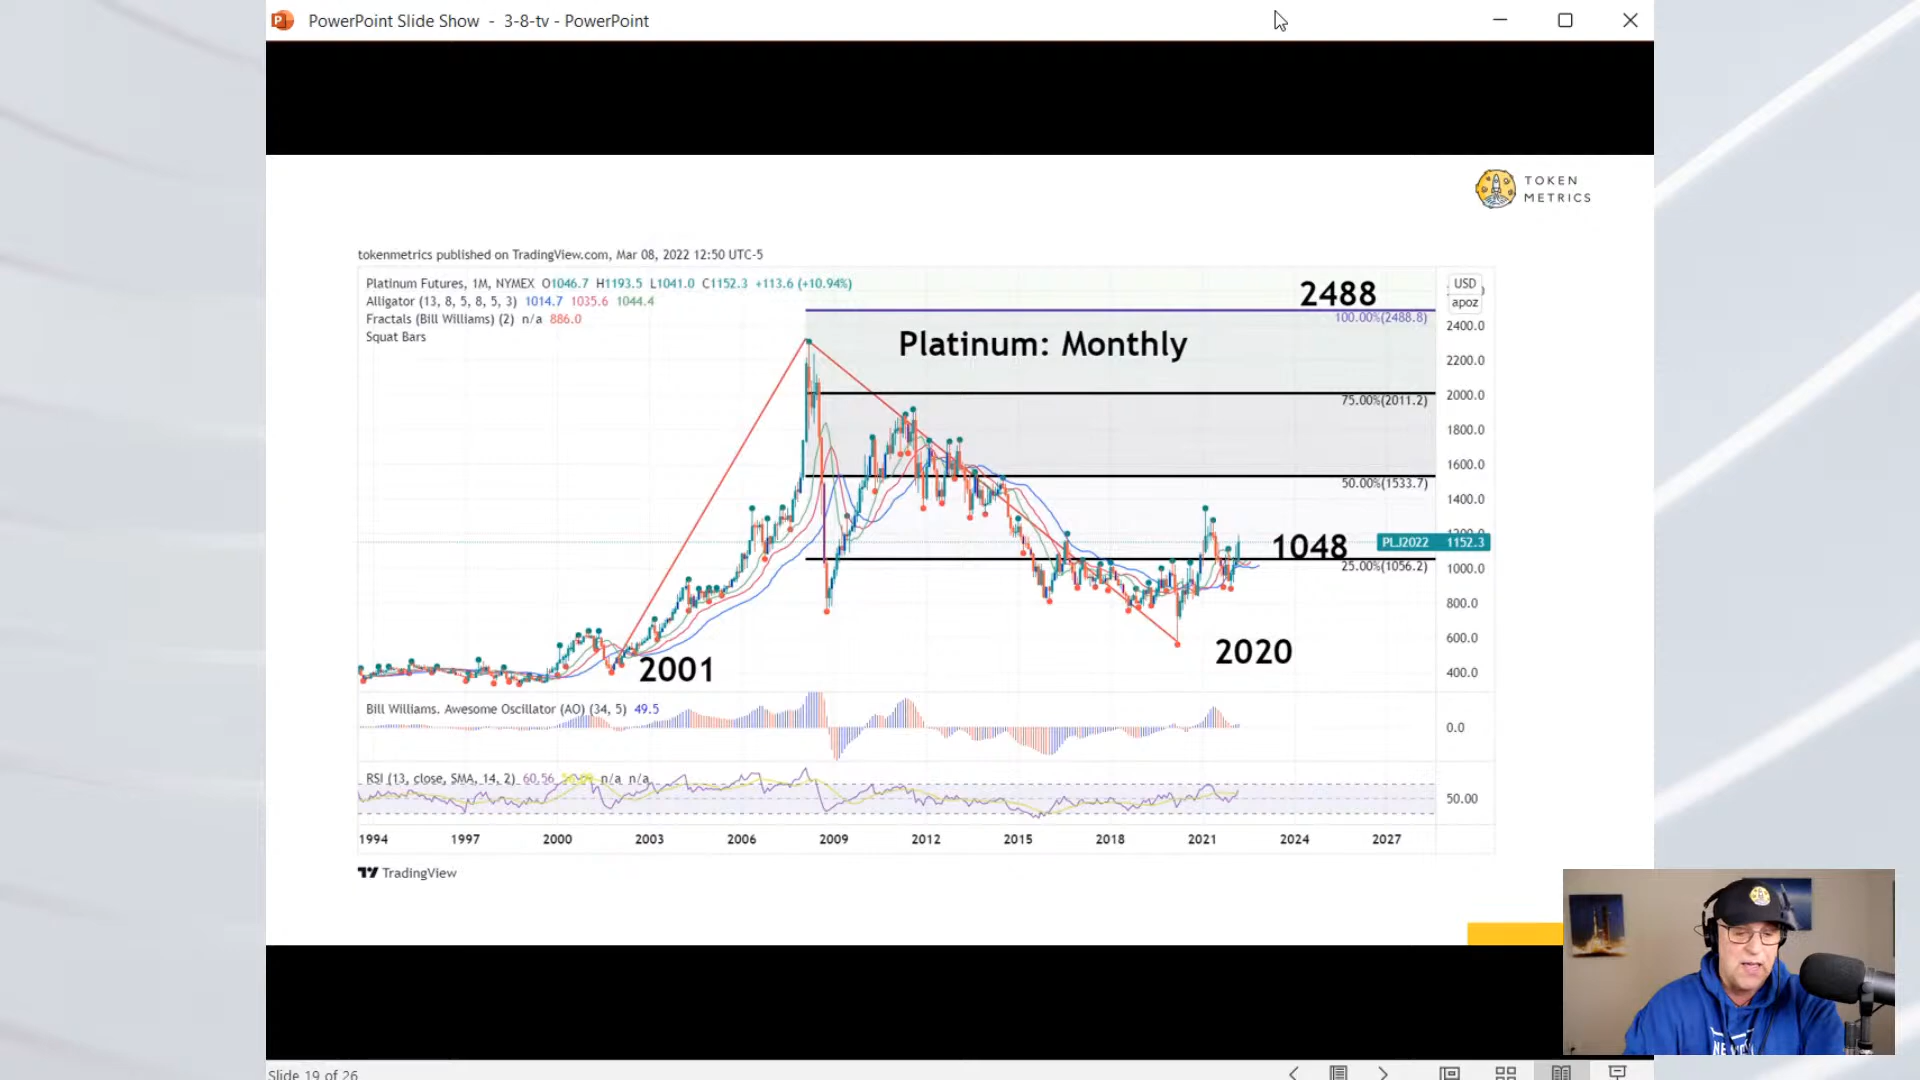 PowerPoint Slide Show - 3-8-tv - PowerPoint
TOKEN
METRICS
tokenmetrics published on TradingView.com, Mar 08, 2022 12:50 UTC-5
Platinum Futures, 1M, NYMEX O1046.7 H1193.5 L1041.0 C1152.3 +113.6 (+10.94%)
Alligator (13, 8, 5, 8, 5, 3) 1014.7 1035.6 1044.4
Fractals (Bill Williams) (2) n/a 886.0
Squat Bars
2488
USD
apoz
100.00%(2488.8)
2400.0
Platinum: Monthly
2200.0
2000.0
75.00%(2011.2)
1800.0
1600.0
50.00%(1533.7)
1400.0
1200.0
1048
PLJ2022 1152.3
25.00%(1056.2)
1000.0
800.0
600.0
2020
2001
400.0
Bill Williams. Awesome Oscillator (AO) (34, 5) 49.5
0.0
RSI (13, close, SMA, 14, 2) 60.56 n/a n/a
50.00
1994 1997 2000 2003 2006 2009 2012 2015 2018 2021 2024 2027
TradingView
Slide 19 of 26